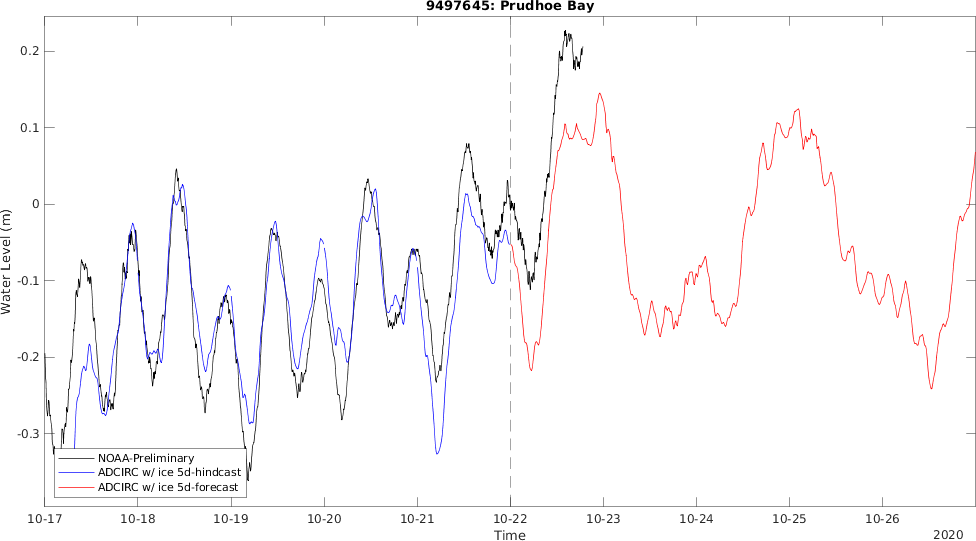 9497645: Prudhoe Bay
Water Level (m)
0.2
0.1
0
-0.1
-0.2
-0.3
NOAA-Preliminary
ADCIRC w/ ice 5d-hindcast
ADCIRC w/ ice 5d-forecast
10-17 10-18 10-19 10-20 10-21 10-22 10-23 10-24 10-25 10-26
Time
2020